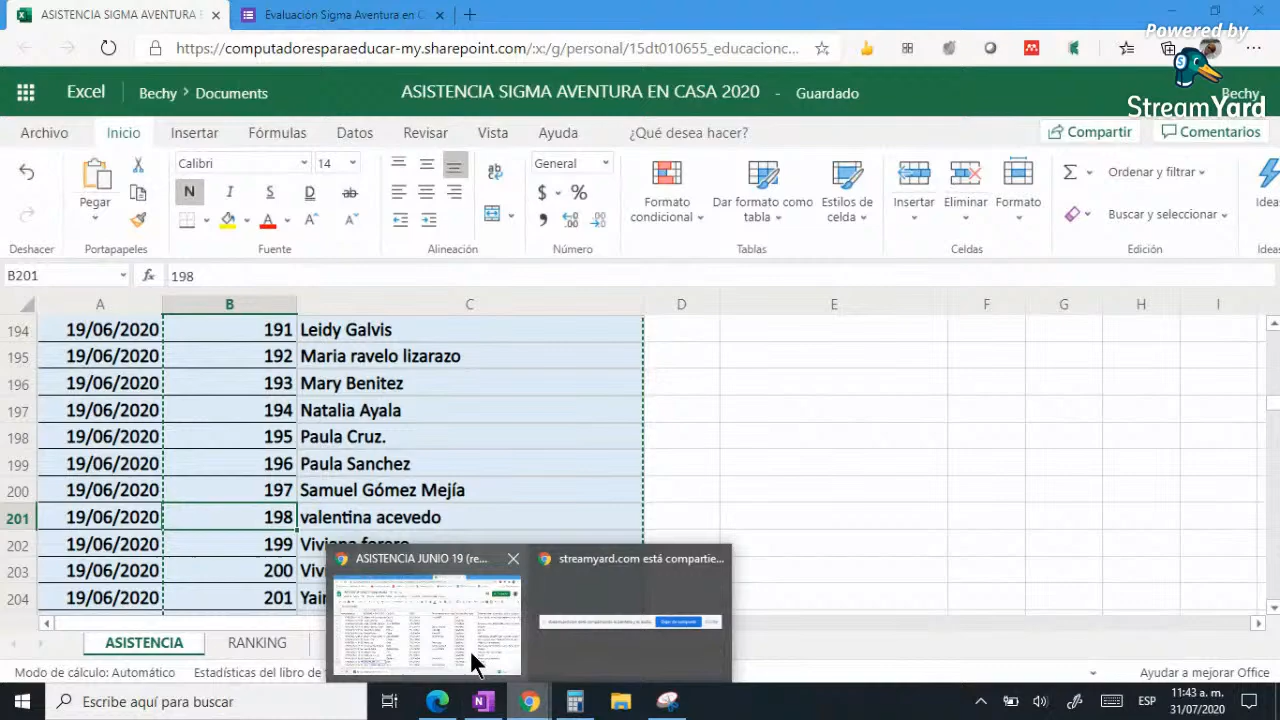 ASISTENCIA SIGMA AVENTURA E
Evaluación Sigma Aventura en C
Powered by
StreamYard
https://computadoresparaeducar-my.sharepoint.com/:x:/g/personal/15dt010655_educacionc...
Excel
Bechy > Documents
ASISTENCIA SIGMA AVENTURA EN CASA 2020 - Guardado
Bechy
Archivo Inicio Insertar Fórmulas Datos Revisar Vista Ayuda ¿Qué desea hacer? Compartir Comentarios
Calibri 14 General
Pegar
N
Formato condicional
Dar formato como tabla
Estilos de celda
Insertar
Eliminar
Formato
Ordenar y filtrar
Buscar y seleccionar
Ideas
Deshacer Portapapeles Fuente Alineación Número Tablas Celdas Edición Ideas
B201 fx 198
A B C D E F G H I
194 19/06/2020 191 Leidy Galvis
195 19/06/2020 192 Maria ravelo lizarazo
196 19/06/2020 193 Mary Benitez
197 19/06/2020 194 Natalia Ayala
198 19/06/2020 195 Paula Cruz.
199 19/06/2020 196 Paula Sanchez
200 19/06/2020 197 Samuel Gómez Mejía
201 19/06/2020 198 valentina acevedo
202 19/06/2020 199
203 19/06/2020 200
204 19/06/2020 201
ASISTENCIA JUNIO 19 (re...
streamyard.com está compartie...
RANKING
Modo de cálculo Automático Estadísticas del libro de Ayuda a mejorar Office
Escribe aquí para buscar
ESP
11:43 a. m.
31/07/2020